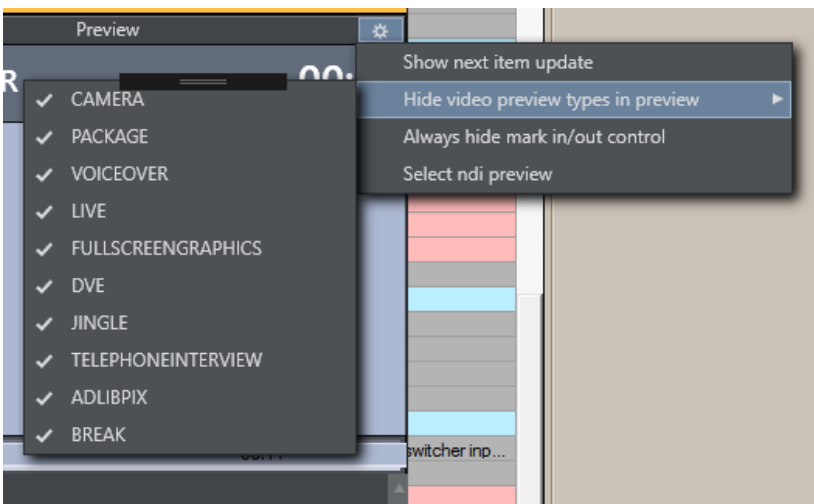 Preview
Show next item update
Hide video preview types in preview
Always hide mark in/out control
Select ndi preview
R
00:
CAMERA
PACKAGE
VOICEOVER
LIVE
FULLSCREENGRAPHICS
DVE
JINGLE
TELEPHONEINTERVIEW
ADLIBPIX
BREAK
switcher inp...